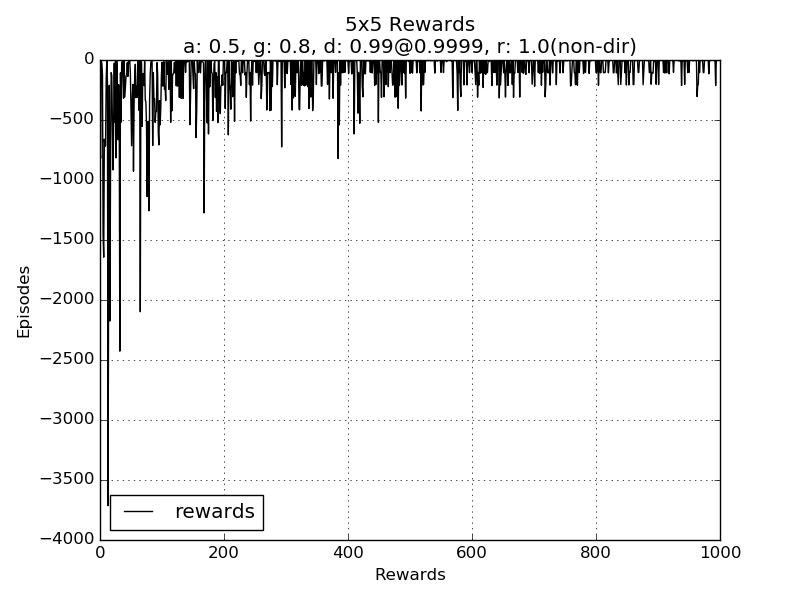 5x5 Rewards
a: 0.5, g: 0.8, d: 0.99@0.9999, r: 1.0(non-dir)
0
−500
−1000
−1500
−2000
−2500
−3000
−3500
−4000
Episodes
rewards
0 200 400 600 800 1000
Rewards